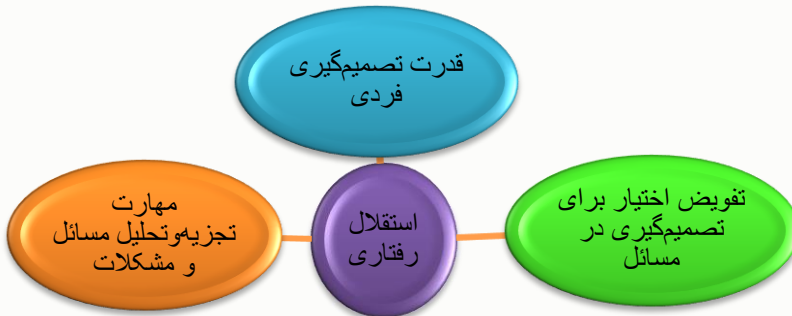 قدرت تصمیم‌گیری
فردی
تفویض اختیار برای
تصمیم‌گیری در
مسائل
استقلال
رفتاری
مهارت
تجزیه‌وتحلیل مسائل
و مشکلات